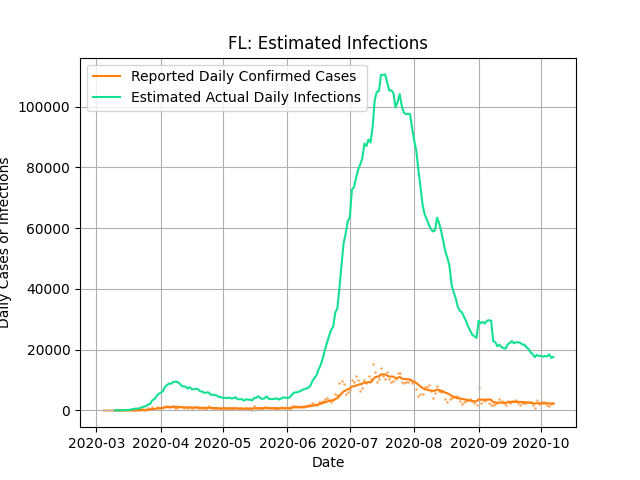 FL: Estimated Infections
Reported Daily Confirmed Cases
Estimated Actual Daily Infections
Daily Cases or Infections
100000
80000
60000
40000
20000
0
2020-03 2020-04 2020-05 2020-06 2020-07 2020-08 2020-09 2020-10
Date